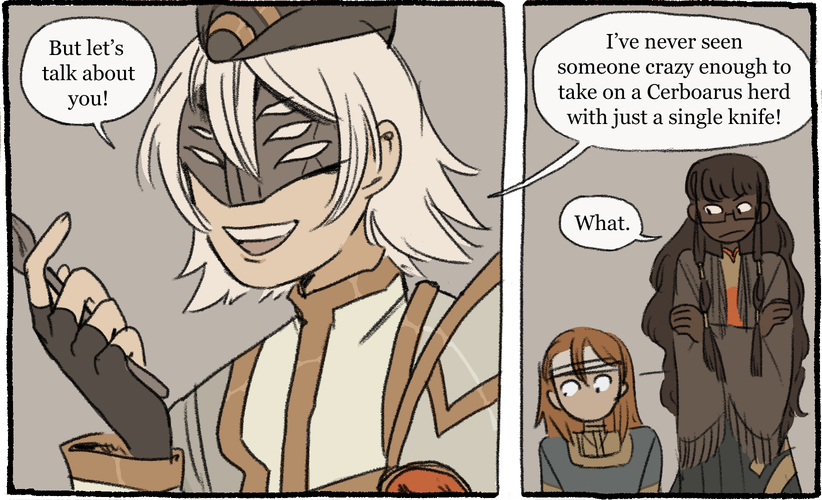 But let's
talk about
you!
I've never seen
someone crazy enough to
take on a Cerboarus herd
with just a single knife!
What.